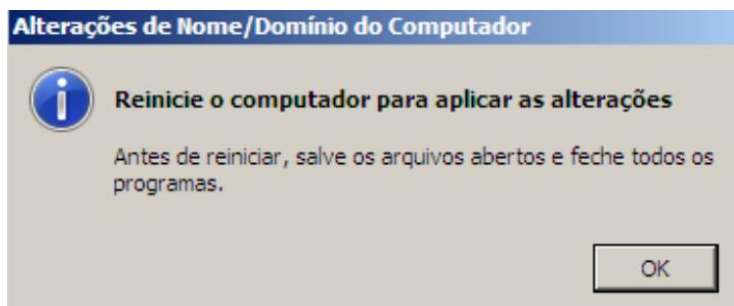 Alterações de Nome/Domínio do Computador
Reinicie o computador para aplicar as alterações
Antes de reiniciar, salve os arquivos abertos e feche todos os
programas.
OK